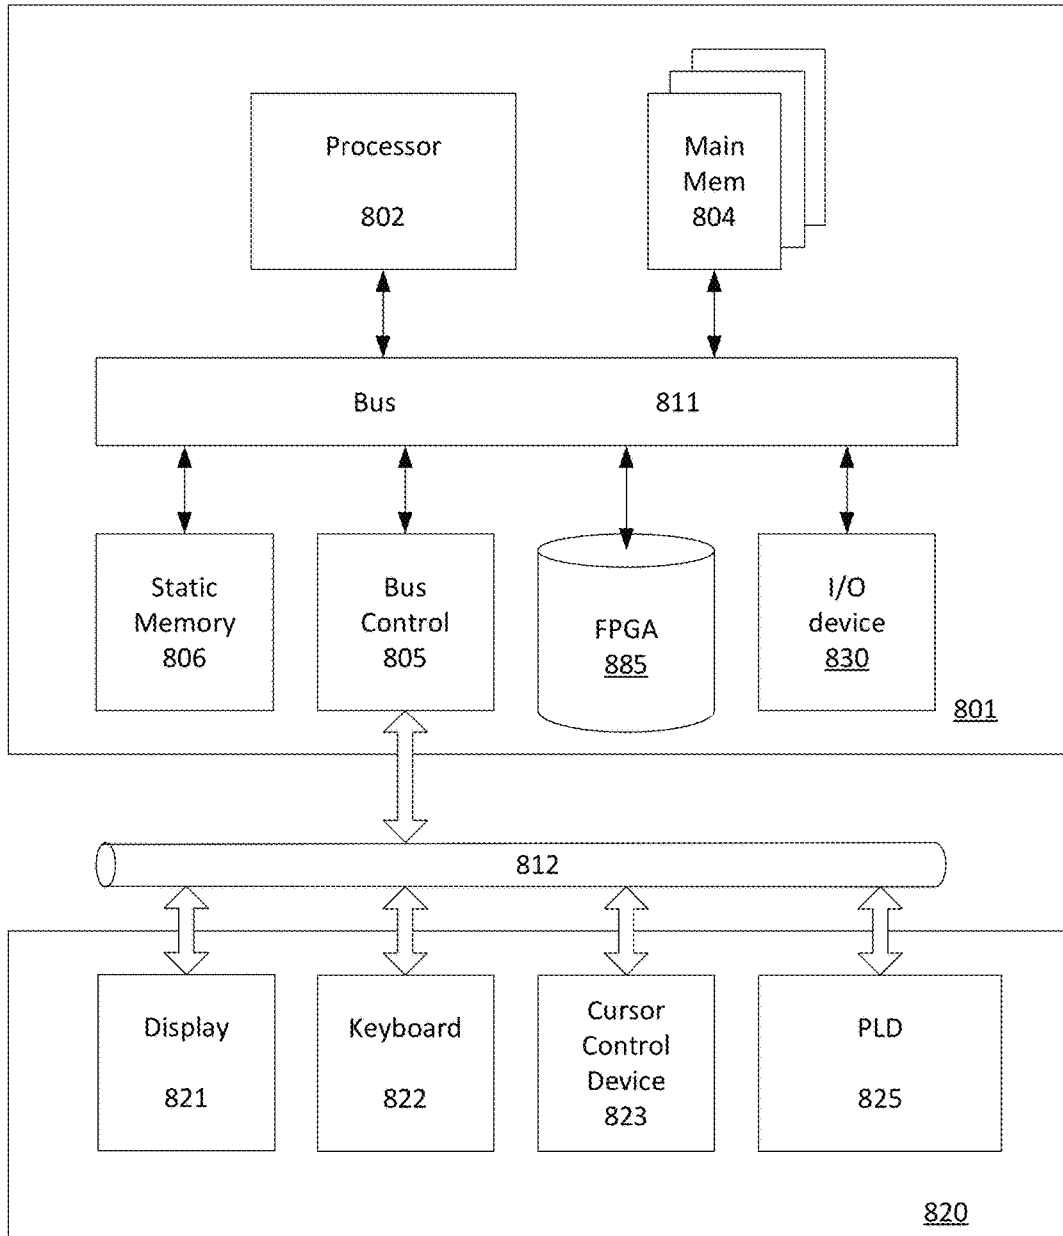 Processor
802
Main
Mem
804
Bus 811
Static
Memory
806
Bus
Control
805
FPGA
885
I/O
device
830
801
812
Display
821
Keyboard
822
Cursor
Control
Device
823
PLD
825
820